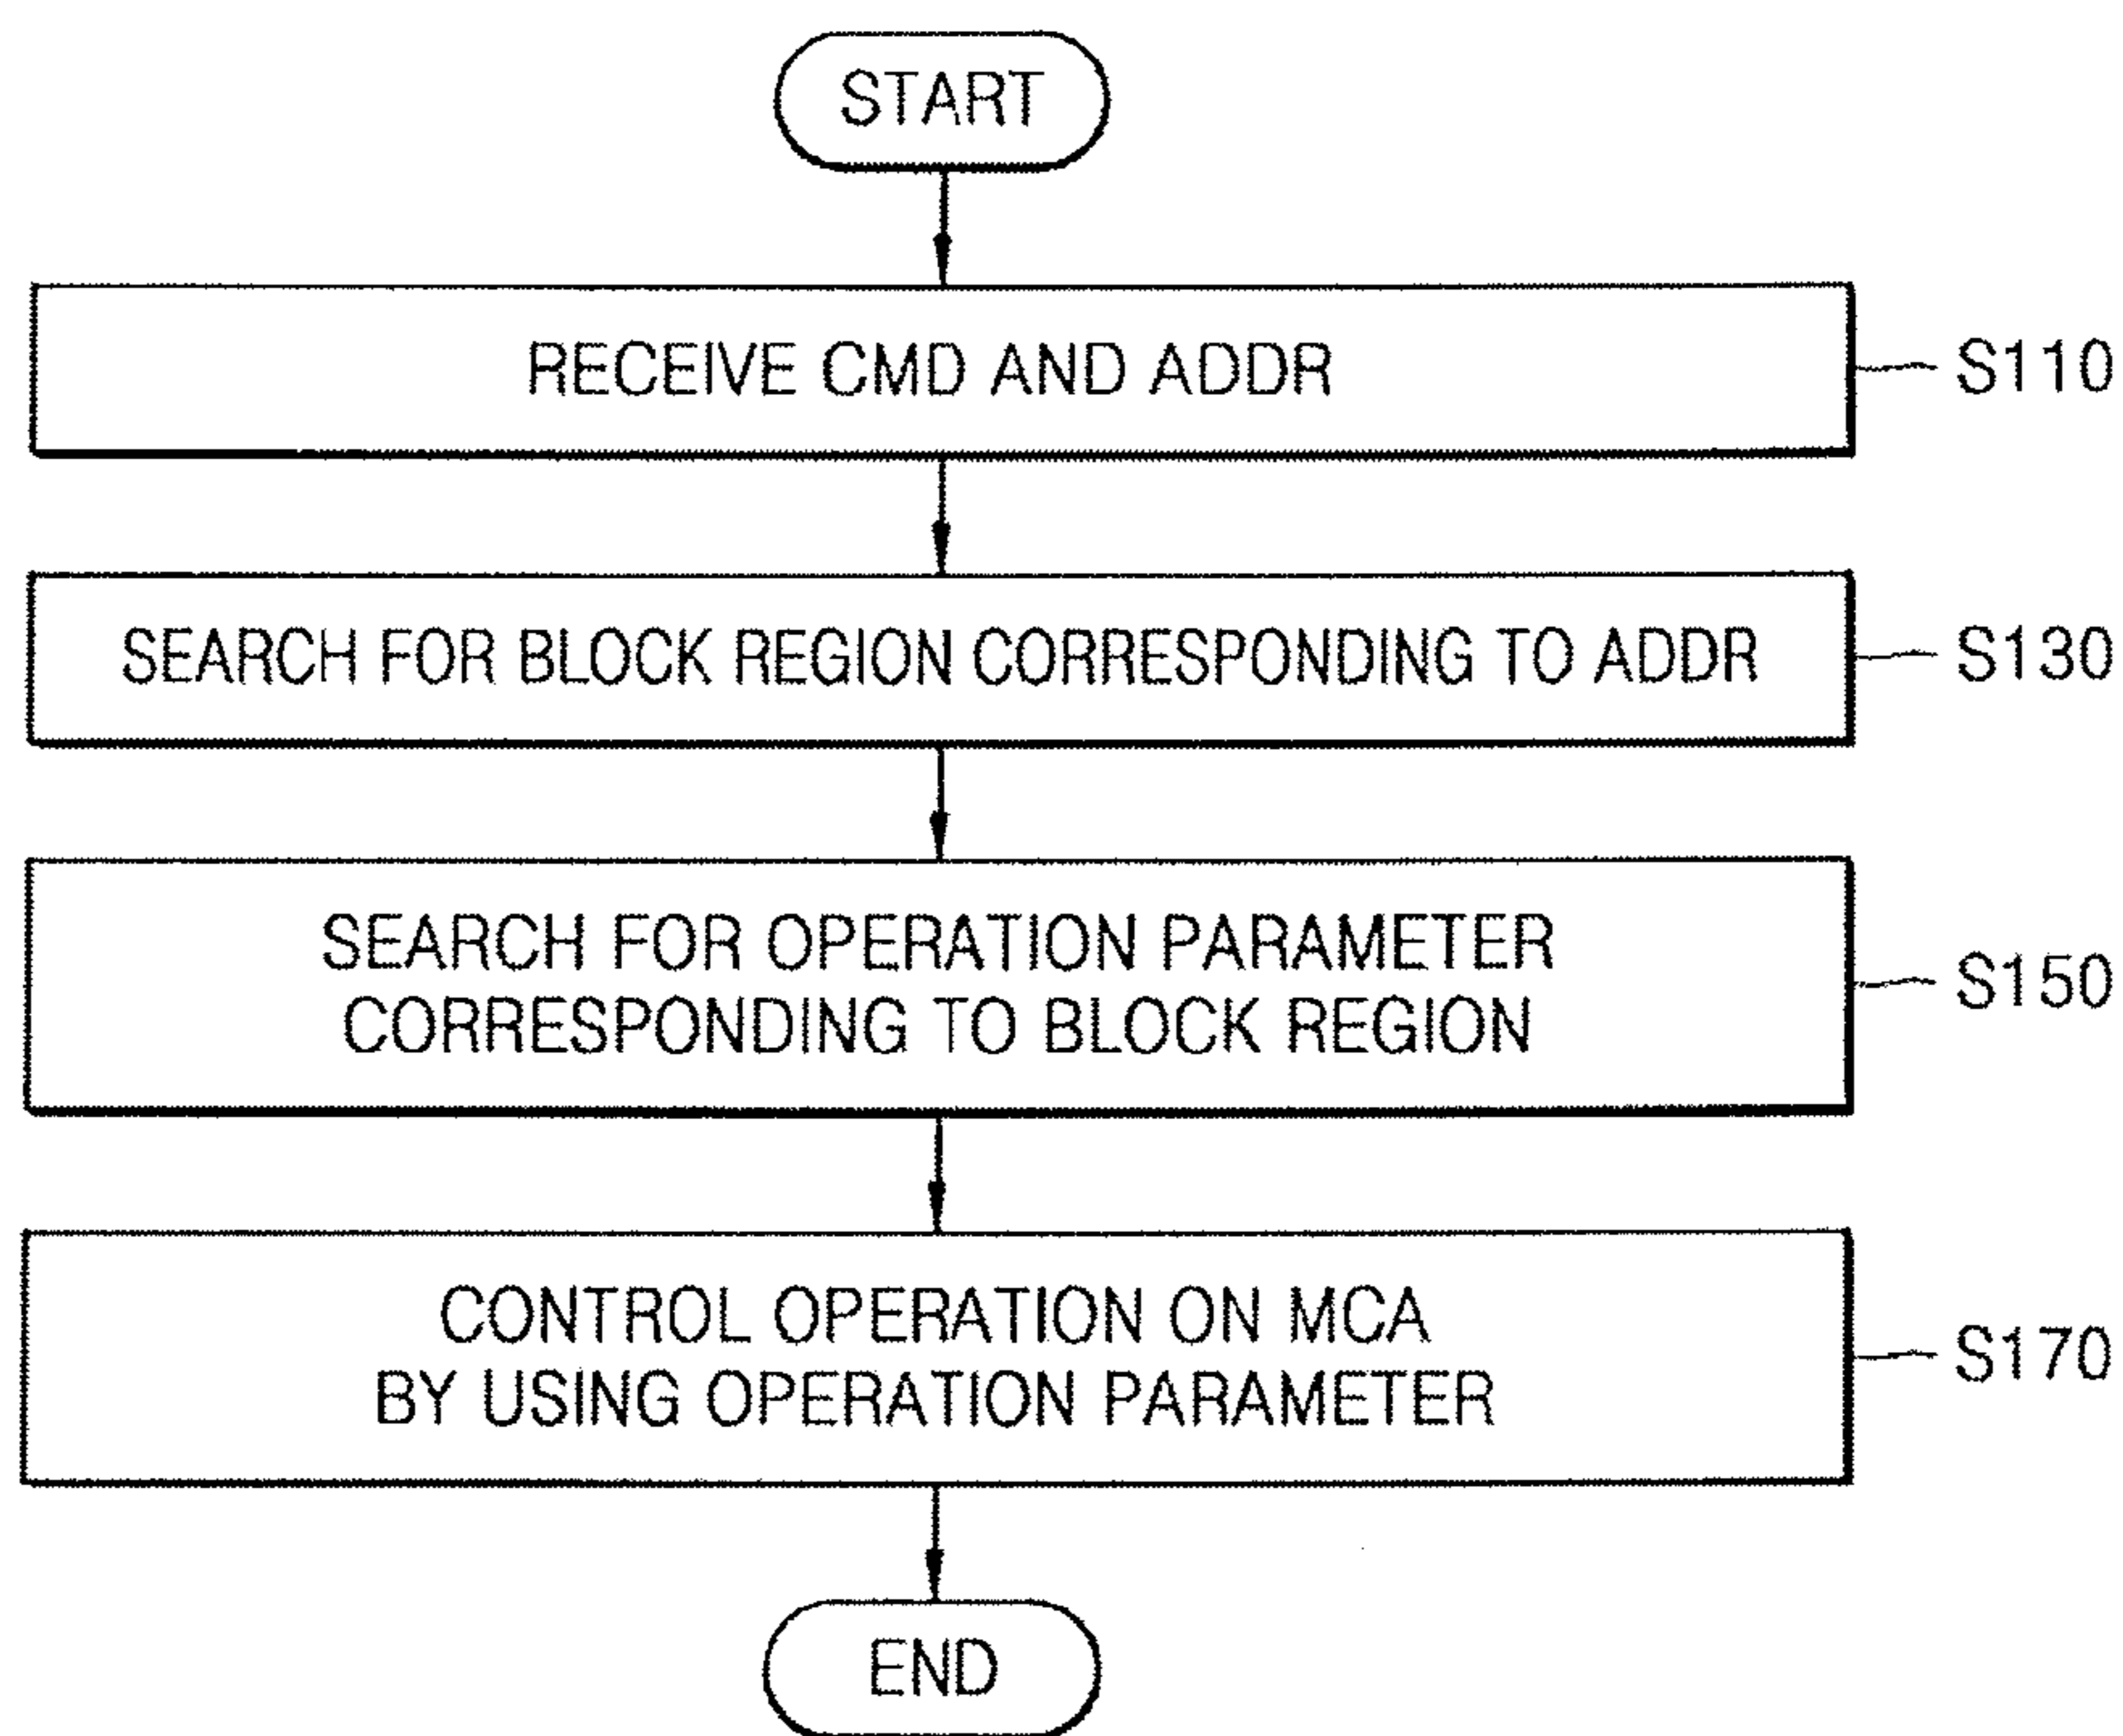 START
RECEIVE CMD AND ADDR
S110
SEARCH FOR BLOCK REGION CORRESPONDING TO ADDR
S130
SEARCH FOR OPERATION PARAMETER
CORRESPONDING TO BLOCK REGION
S150
CONTROL OPERATION ON MCA
BY USING OPERATION PARAMETER
S170
END